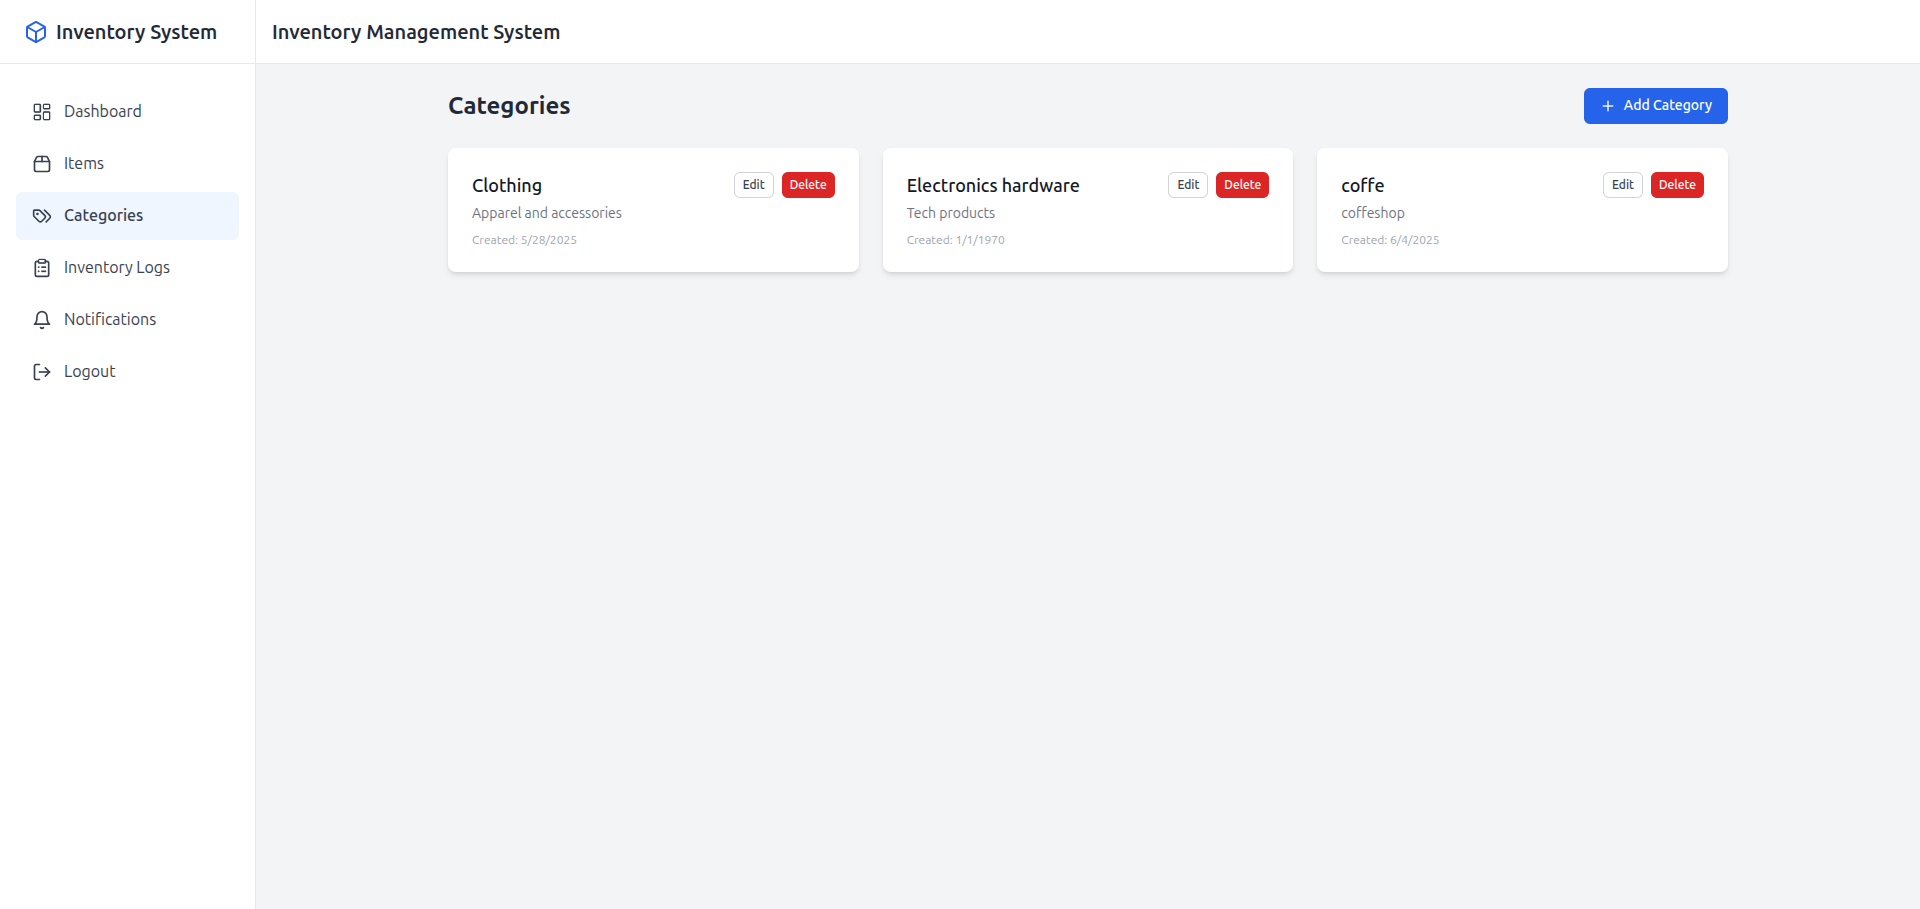 Inventory System
Inventory Management System
Dashboard
Items
Categories
Inventory Logs
Notifications
Logout
Categories
Add Category
Clothing
Edit
Delete
Apparel and accessories
Created: 5/28/2025
Electronics hardware
Edit
Delete
Tech products
Created: 1/1/1970
coffe
Edit
Delete
coffeshop
Created: 6/4/2025